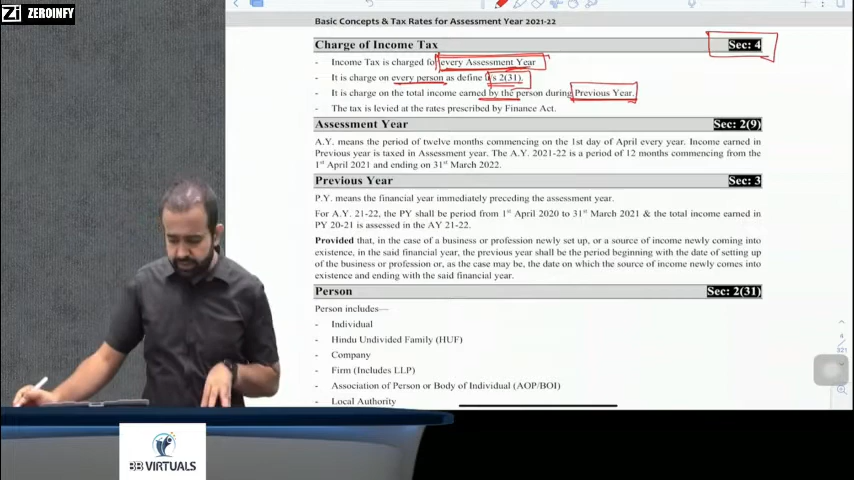 Zi ZEROINFY
Basic Concepts & Tax Rates for Assessment Year 2021-22
Charge of Income Tax Sec: 4
- Income Tax is charged for every Assessment Year
- It is charge on every person as define u/s 2(31).
- It is charge on the total income earned by the person during Previous Year.
- The tax is levied at the rates prescribed by Finance Act.
Assessment Year Sec: 2(9)
A.Y. means the period of twelve months commencing on the 1st day of April every year. Income earned in
Previous year is taxed in Assessment year. The A.Y. 2021-22 is a period of 12 months commencing from the
1st April 2021 and ending on 31st March 2022.
Previous Year Sec: 3
P.Y. means the financial year immediately preceding the assessment year.
For A.Y. 21-22, the PY shall be period from 1st April 2020 to 31st March 2021 & the total income earned in
PY 20-21 is assessed in the AY 21-22.
Provided that, in the case of a business or profession newly set up, or a source of income newly coming into
existence, in the said financial year, the previous year shall be the period beginning with the date of setting up
of the business or profession or, as the case may be, the date on which the source of income newly comes into
existence and ending with the said financial year.
Person Sec: 2(31)
Person includes—
- Individual
- Hindu Undivided Family (HUF)
- Company
- Firm (Includes LLP)
- Association of Person or Body of Individual (AOP/BOI)
- Local Authority
4
321
BB VIRTUALS